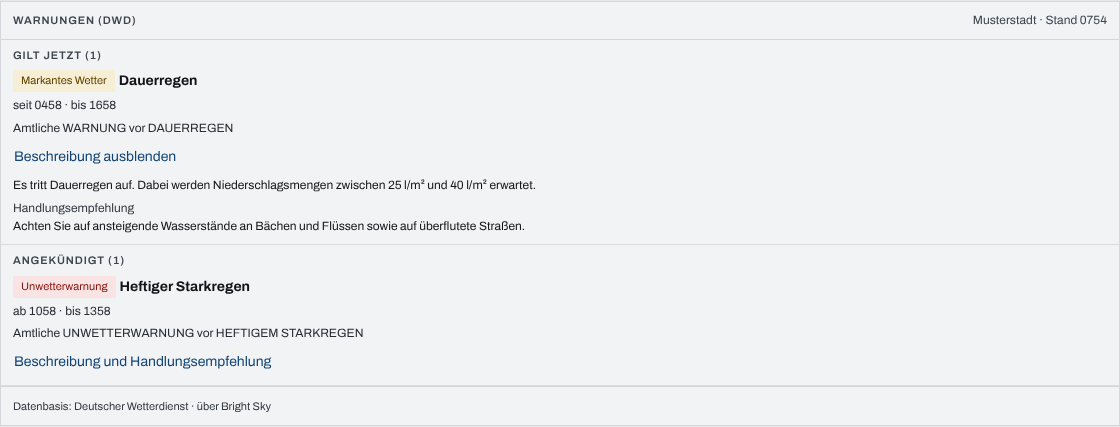 WARNUNGEN (DWD)
Musterstadt · Stand 0754
GILT JETZT (1)
Markantes Wetter Dauerregen
seit 0458 · bis 1658
Amtliche WARNUNG vor DAUERREGEN
Beschreibung ausblenden
Es tritt Dauerregen auf. Dabei werden Niederschlagsmengen zwischen 25 l/m² und 40 l/m² erwartet.
Handlungsempfehlung
Achten Sie auf ansteigende Wasserstände an Bächen und Flüssen sowie auf überflutete Straßen.
ANGEKÜNDIGT (1)
Unwetterwarnung Heftiger Starkregen
ab 1058 · bis 1358
Amtliche UNWETTERWARNUNG vor HEFTIGEM STARKREGEN
Beschreibung und Handlungsempfehlung
Datenbasis: Deutscher Wetterdienst · über Bright Sky